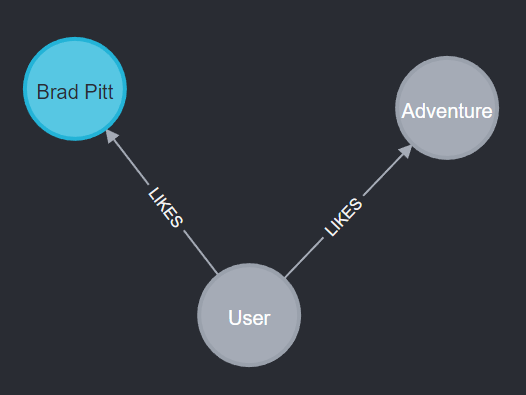 Brad Pitt
Adventure
LIKES
LIKES
User